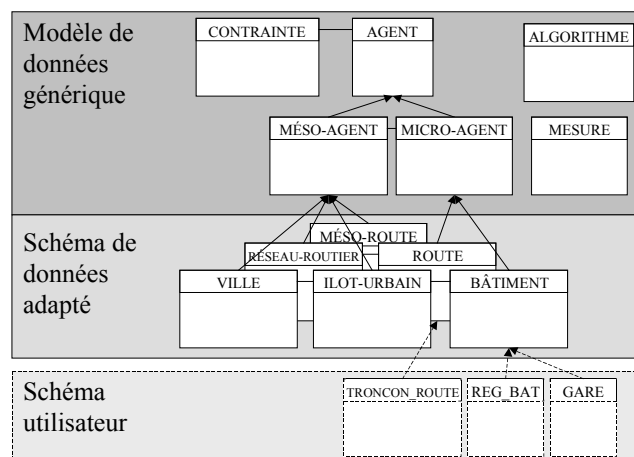 Modèle de
données
générique
CONTRAINTE
AGENT
ALGORITHME
MÉSO-AGENT
MICRO-AGENT
MESURE
Schéma de
données
adapté
MÉSO-ROUTE
RÉSEAU-ROUTIER
ROUTE
VILLE
ILOT-URBAIN
BÂTIMENT
Schéma
utilisateur
TRONCON_ROUTE
REG_BAT
GARE